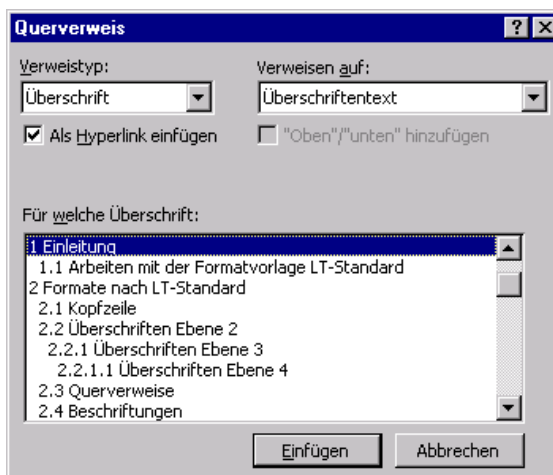 Querverweis
Verweistyp: Verweisen auf:
Überschrift Überschriftentext
Als Hyperlink einfügen "Oben"/"unten" hinzufügen
Für welche Überschrift:
1 Einleitung
1.1 Arbeiten mit der Formatvorlage LT-Standard
2 Formate nach LT-Standard
2.1 Kopfzeile
2.2 Überschriften Ebene 2
2.2.1 Überschriften Ebene 3
2.2.1.1 Überschriften Ebene 4
2.3 Querverweise
2.4 Beschriftungen
Einfügen Abbrechen